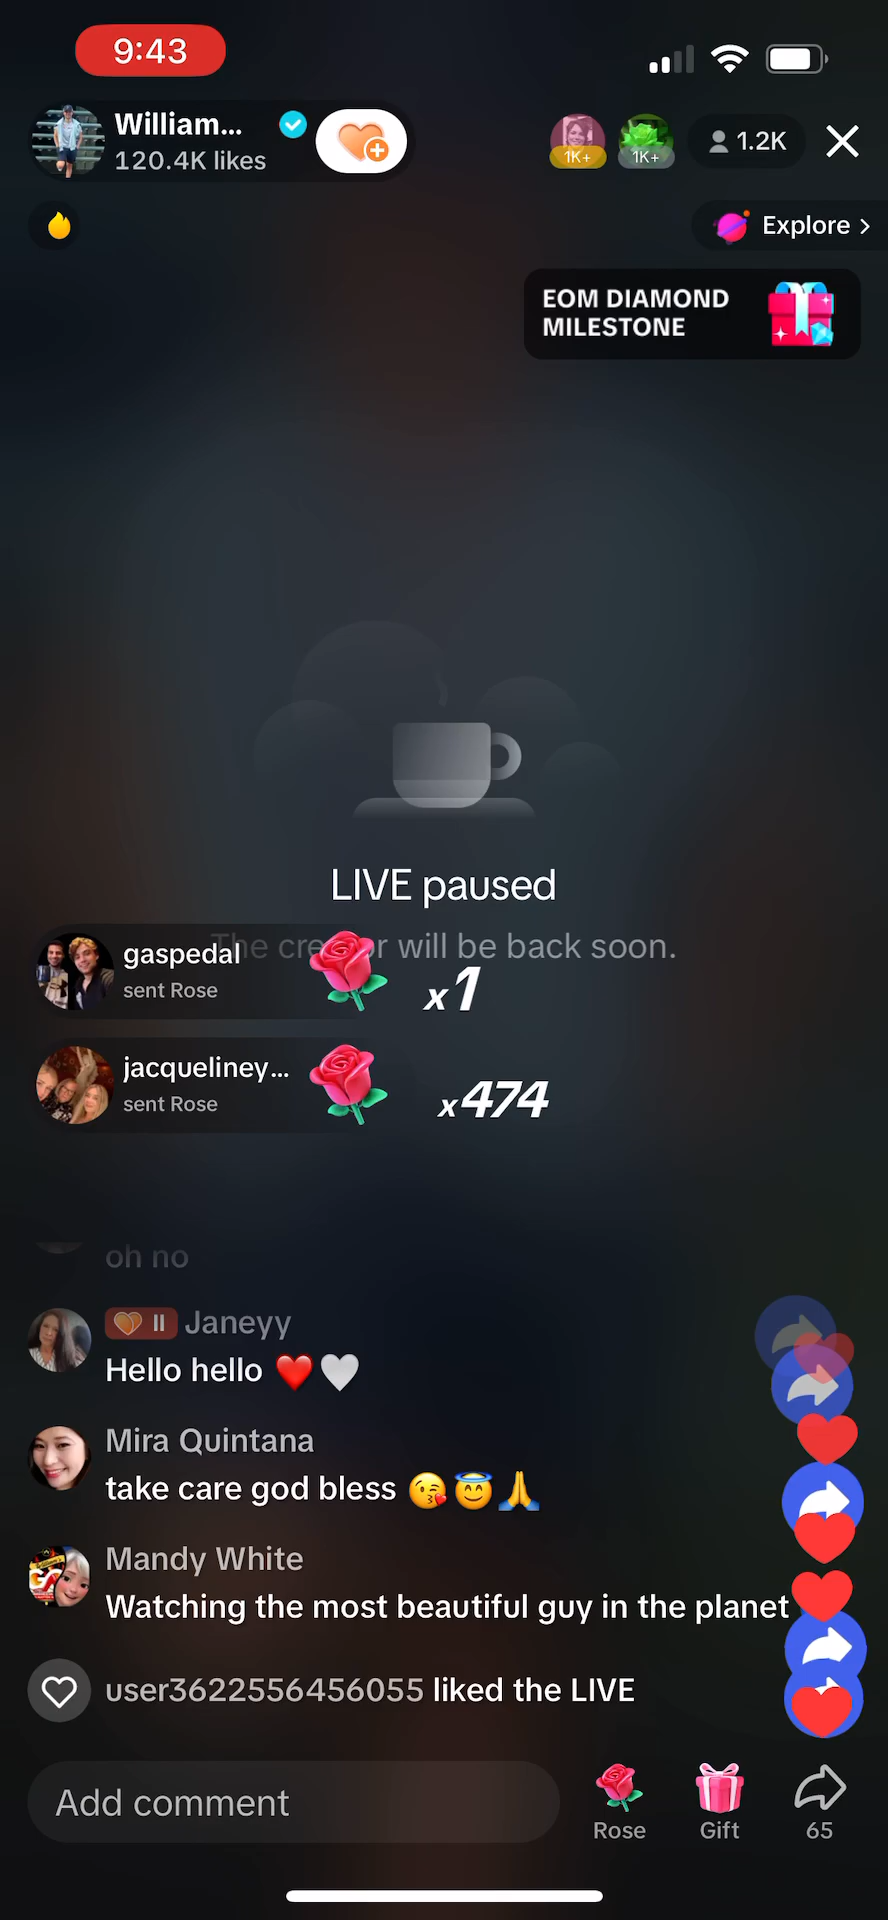 9:43
William...
120.4K likes
1K+
1K+
1.2K
Explore >
EOM DIAMOND
MILESTONE
LIVE paused
The creator will be back soon.
gaspedal
sent Rose
x1
jacqueliney...
sent Rose
x474
oh no
II Janeyy
Hello hello ❤️🤍
Mira Quintana
take care god bless 😘😇🙏
Mandy White
Watching the most beautiful guy in the planet
user3622556456055 liked the LIVE
Add comment
Rose
Gift
65